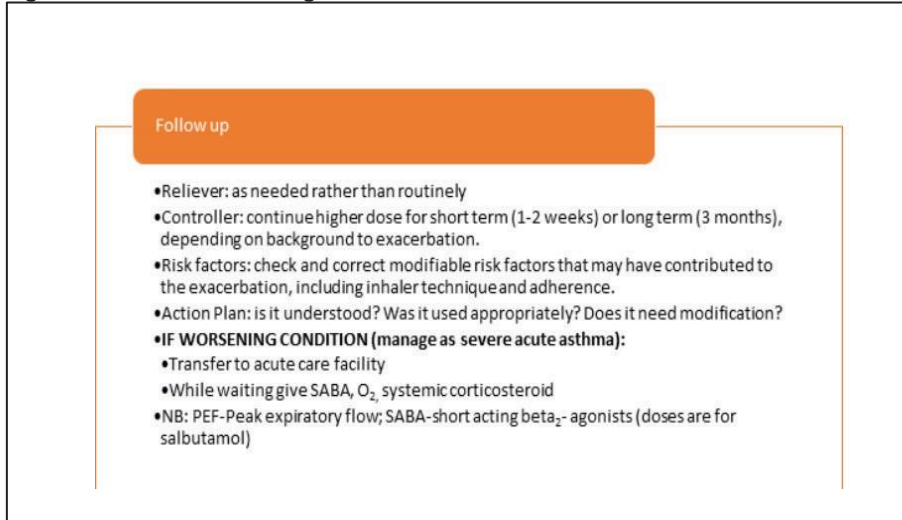 Follow up
•Reliever: as needed rather than routinely
•Controller: continue higher dose for short term (1-2 weeks) or long term (3 months),
depending on background to exacerbation.
•Risk factors: check and correct modifiable risk factors that may have contributed to
the exacerbation, including inhaler technique and adherence.
•Action Plan: is it understood? Was it used appropriately? Does it need modification?
•IF WORSENING CONDITION (manage as severe acute asthma):
•Transfer to acute care facility
•While waiting give SABA, O₂, systemic corticosteroid
•NB: PEF-Peak expiratory flow; SABA-short acting beta₂- agonists (doses are for
salbutamol)